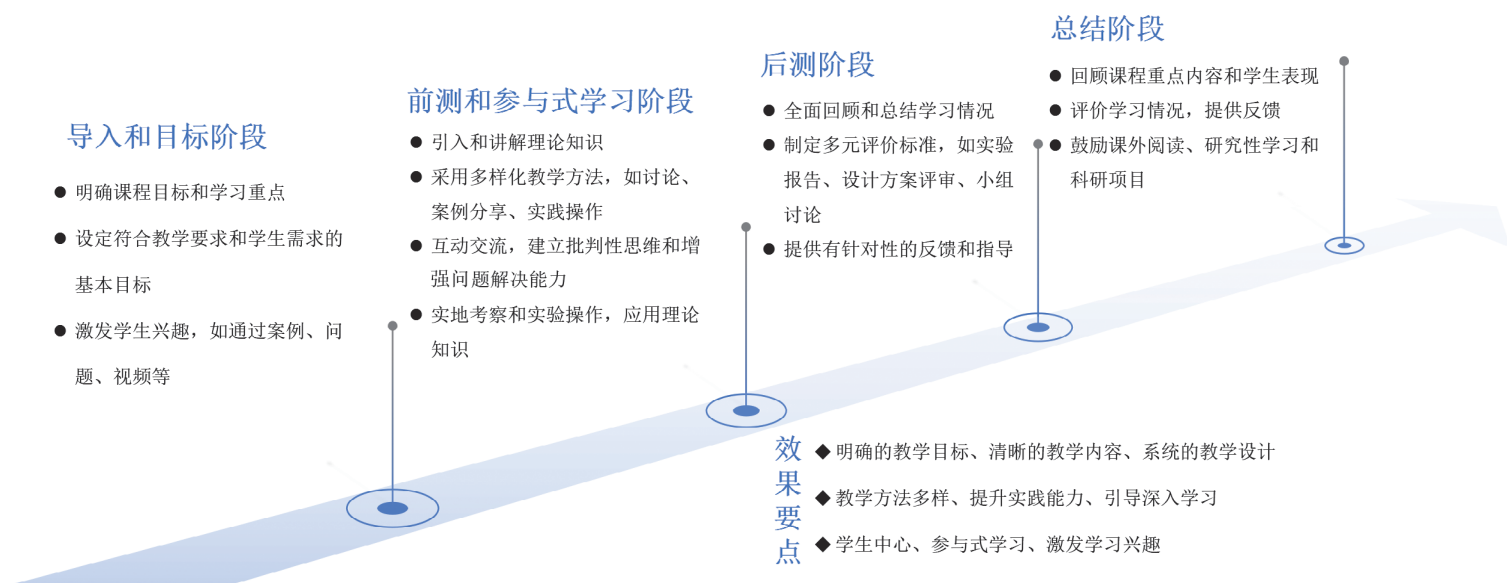 导入和目标阶段
● 明确课程目标和学习重点
● 设定符合教学要求和学生需求的
基本目标
● 激发学生兴趣，如通过案例、问
题、视频等
前测和参与式学习阶段
● 引入和讲解理论知识
● 采用多样化教学方法，如讨论、
案例分享、实践操作
● 互动交流，建立批判性思维和增
强问题解决能力
● 实地考察和实验操作，应用理论
知识
后测阶段
● 全面回顾和总结学习情况
● 制定多元评价标准，如实验
报告、设计方案评审、小组
讨论
● 提供有针对性的反馈和指导
总结阶段
● 回顾课程重点内容和学生表现
● 评价学习情况，提供反馈
● 鼓励课外阅读、研究性学习和
科研项目
效果要点
◆ 明确的教学目标、清晰的教学内容、系统的教学设计
◆ 教学方法多样、提升实践能力、引导深入学习
◆ 学生中心、参与式学习、激发学习兴趣